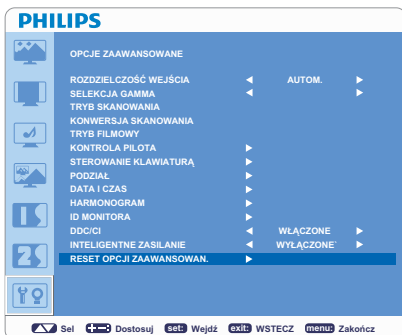 PHILIPS
OPCJE ZAAWANSOWANE
ROZDZIELCZOŚĆ WEJŚCIA AUTOM.
SELEKCJA GAMMA
TRYB SKANOWANIA
KONWERSJA SKANOWANIA
TRYB FILMOWY
KONTROLA PILOTA
STEROWANIE KLAWIATURĄ
PODZIAŁ
DATA I CZAS
HARMONOGRAM
ID MONITORA
DDC/CI WŁĄCZONE
INTELIGENTNE ZASILANIE WYŁĄCZONE`
RESET OPCJI ZAAWANSOWAN.
Sel Dostosuj set: Wejdź exit: WSTECZ menu: Zakończ